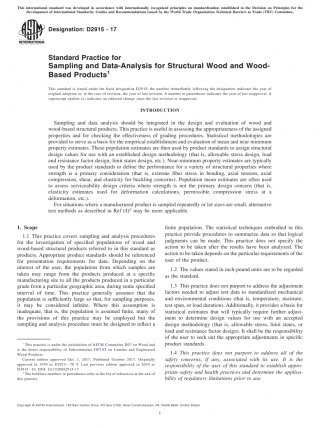 This international standard was developed in accordance with internationally recognized principles on standardization established in the Decision on Principles for the
Development of International Standards, Guides and Recommendations issued by the World Trade Organization Technical Barriers to Trade (TBT) Committee.
Designation: D2915 − 17
Standard Practice for
Sampling and Data-Analysis for Structural Wood and Wood-
Based Products1
This standard is issued under the fixed designation D2915; the number immediately following the designation indicates the year of
original adoption or, in the case of revision, the year of last revision. A number in parentheses indicates the year of last reapproval. A
superscript epsilon (ε) indicates an editorial change since the last revision or reapproval.
INTRODUCTION
Sampling and data analysis should be integrated in the design and evaluation of wood and
wood-based structural products. This practice is useful in assessing the appropriateness of the assigned
properties and for checking the effectiveness of grading procedures. Statistical methodologies are
provided to serve as a basis for the empirical establishment and evaluation of mean and near minimum
property estimates. These population estimates are then used by product standards to assign structural
design values for use with an established design methodology (that is, allowable stress design, load
and resistance factor design, limit states design, etc.). Near-minimum property estimates are typically
used by the product standards to define the performance for a variety of structural properties where
strength is a primary consideration (that is, extreme fiber stress in bending, axial tension, axial
compression, shear, and elasticity for buckling concerns). Population mean estimates are often used
to assess serviceability design criteria where strength is not the primary design concern (that is,
elasticity estimates used for deformation calculations, permissible compression stress at a
deformation, etc.).
For situations where a manufactured product is sampled repeatedly or lot sizes are small, alternative
test methods as described in Ref (1)2 may be more applicable.
1. Scope
1.1 This practice covers sampling and analysis procedures
for the investigation of specified populations of wood and
wood-based structural products referred to in this standard as
products. Appropriate product standards should be referenced
for presentation requirements for data. Depending on the
interest of the user, the population from which samples are
taken may range from the products produced at a specific
manufacturing site to all the products produced in a particular
grade from a particular geographic area, during some specified
interval of time. This practice generally assumes that the
population is sufficiently large so that, for sampling purposes,
it may be considered infinite. Where this assumption is
inadequate, that is, the population is assumed finite, many of
the provisions of this practice may be employed but the
sampling and analysis procedure must be designed to reflect a
1 This practice is under the jurisdiction of ASTM Committee D07 on Wood and
is the direct responsibility of Subcommittee D07.02 on Lumber and Engineered
Wood Products.
Current edition approved Oct. 1, 2017. Published October 2017. Originally
approved in 1970 as D2915 – 70 T. Last previous edition approved in 2010 as
D2915 – 10. DOI: 10.1520/D2915-17.
2 The boldface numbers in parentheses refer to the list of references at the end of
this practice.
finite population. The statistical techniques embodied in this
practice provide procedures to summarize data so that logical
judgments can be made. This practice does not specify the
action to be taken after the results have been analyzed. The
action to be taken depends on the particular requirements of the
user of the product.
1.2 The values stated in inch-pound units are to be regarded
as the standard.
1.3 This practice does not purport to address the adjustment
factors needed to adjust test data to standardized mechanical
and environmental conditions (that is, temperature, moisture,
test span, or load duration). Additionally, it provides a basis for
statistical estimates that will typically require further adjust-
ment to determine design values for use with an accepted
design methodology (that is, allowable stress, limit states, or
load and resistance factor design). It shall be the responsibility
of the user to seek out the appropriate adjustments in specific
product standards.
1.4 This practice does not purport to address all of the
safety concerns, if any, associated with its use. It is the
responsibility of the user of this standard to establish appro-
priate safety and health practices and determine the applica-
bility of regulatory limitations prior to use.
Copyright © ASTM International, 100 Barr Harbor Drive, PO Box C700, West Conshohocken, PA 19428-2959. United States
1